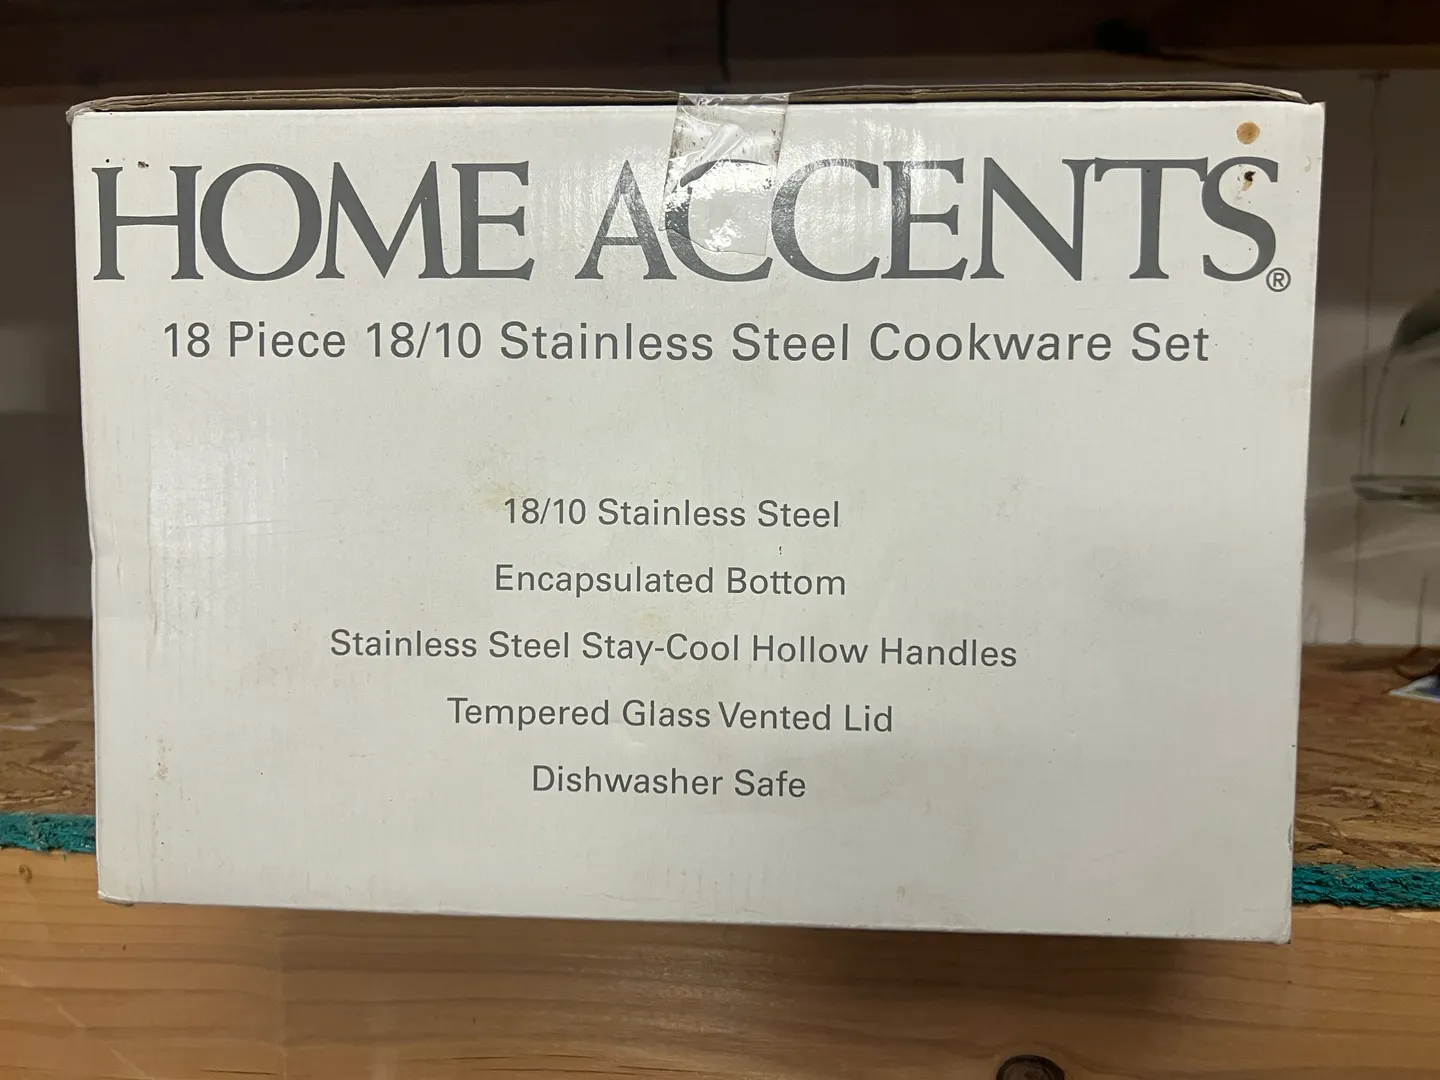 HOME ACCENTS®
18 Piece 18/10 Stainless Steel Cookware Set
18/10 Stainless Steel
Encapsulated Bottom
Stainless Steel Stay-Cool Hollow Handles
Tempered Glass Vented Lid
Dishwasher Safe